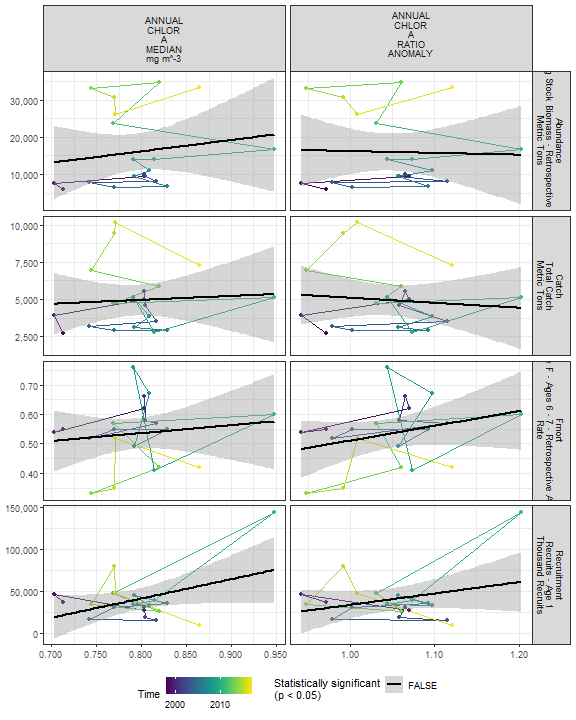 ANNUAL
CHLOR
A
MEDIAN
mg m^-3
ANNUAL
CHLOR
A
RATIO
ANOMALY
30,000
20,000
10,000
Abundance
Stock Biomass - Retrospective
Metric Tons
10,000
7,500
5,000
2,500
Catch
Total Catch
Metric Tons
0.70
0.60
0.50
0.40
Fmort
F - Ages 6 - 7 - Retrospective
Rate
150,000
100,000
50,000
0
Recruitment
Recruits - Age 1
Thousand Recruits
0.700
0.750
0.800
0.850
0.900
0.950
1.00
1.10
1.20
Time
2000
2010
Statistically significant
(p < 0.05)
FALSE